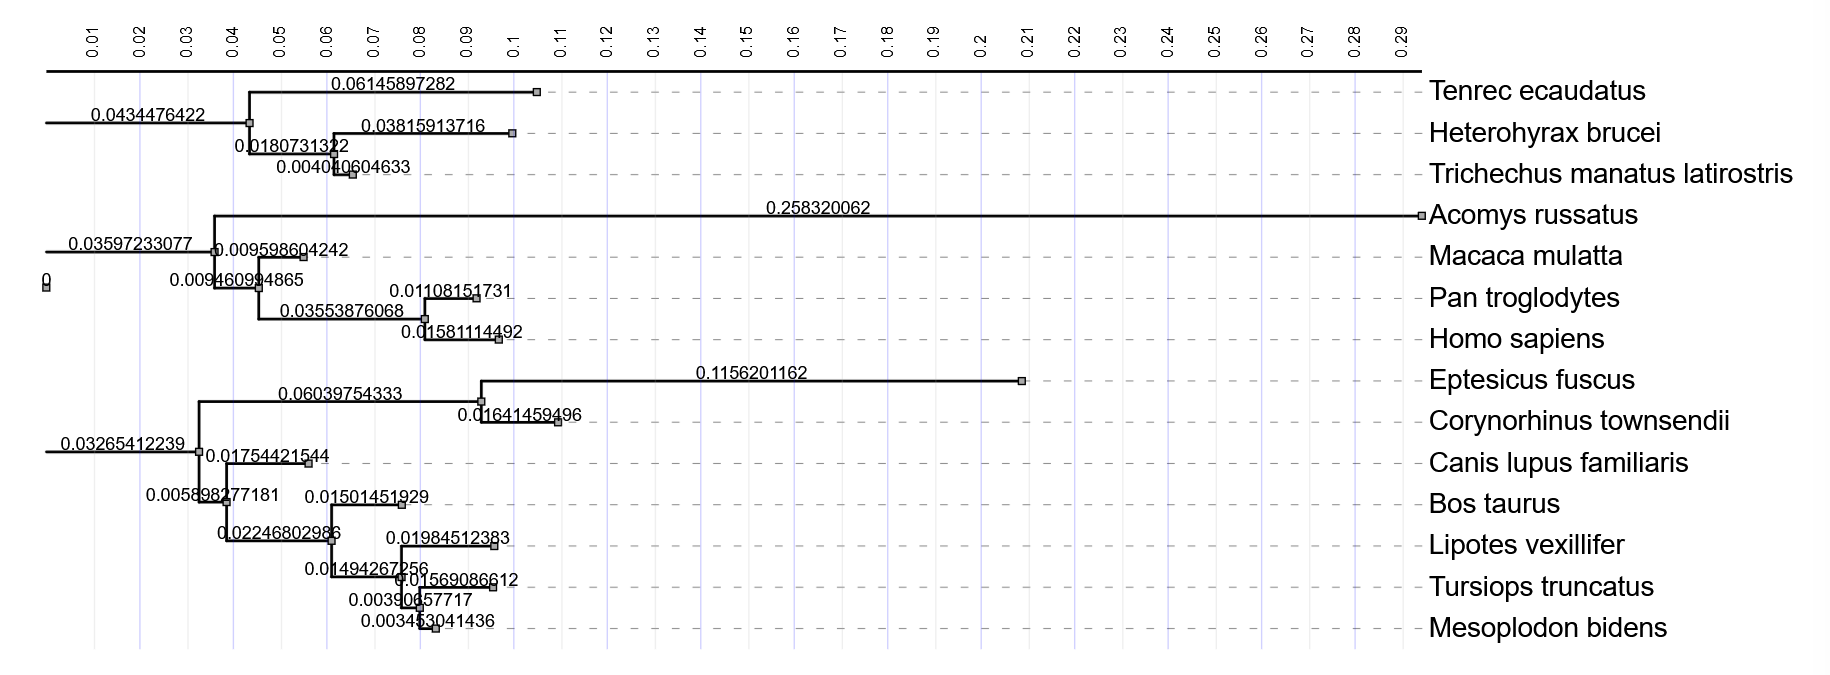 0.01 0.02 0.03 0.04 0.05 0.06 0.07 0.08 0.09 0.1 0.11 0.12 0.13 0.14 0.15 0.16 0.17 0.18 0.19 0.2 0.21 0.22 0.23 0.24 0.25 0.26 0.27 0.28 0.29
0.06145897282
Tenrec ecaudatus
0.0434476422
0.03815913716
Heterohyrax brucei
0.0180731322
0.004040604633
Trichechus manatus latirostris
0.258320062
Acomys russatus
0.03597233077
0.009598604242
Macaca mulatta
0
0.009460994865
0.01108151731
Pan troglodytes
0.03553876068
0.01581114492
Homo sapiens
0.1156201162
Eptesicus fuscus
0.06039754333
0.01641459496
Corynorhinus townsendii
0.03265412239
0.01754421544
Canis lupus familiaris
0.005898277181
0.01501451929
Bos taurus
0.02246802986
0.01984512383
Lipotes vexillifer
0.01494267256
0.01569086612
Tursiops truncatus
0.00390657717
0.003453041436
Mesoplodon bidens